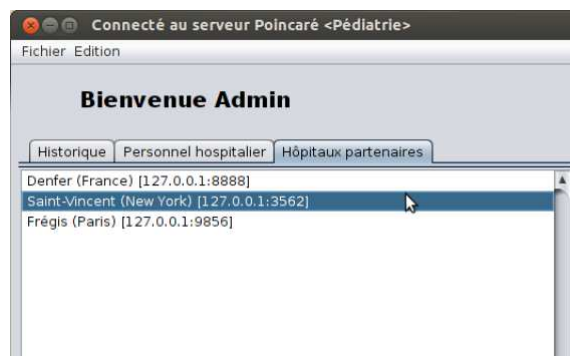 Connecté au serveur Poincaré <Pédiatrie>
Fichier Edition
Bienvenue Admin
Historique Personnel hospitalier Hôpitaux partenaires
Denfer (France) [127.0.0.1:8888]
Saint-Vincent (New York) [127.0.0.1:3562]
Frégis (Paris) [127.0.0.1:9856]